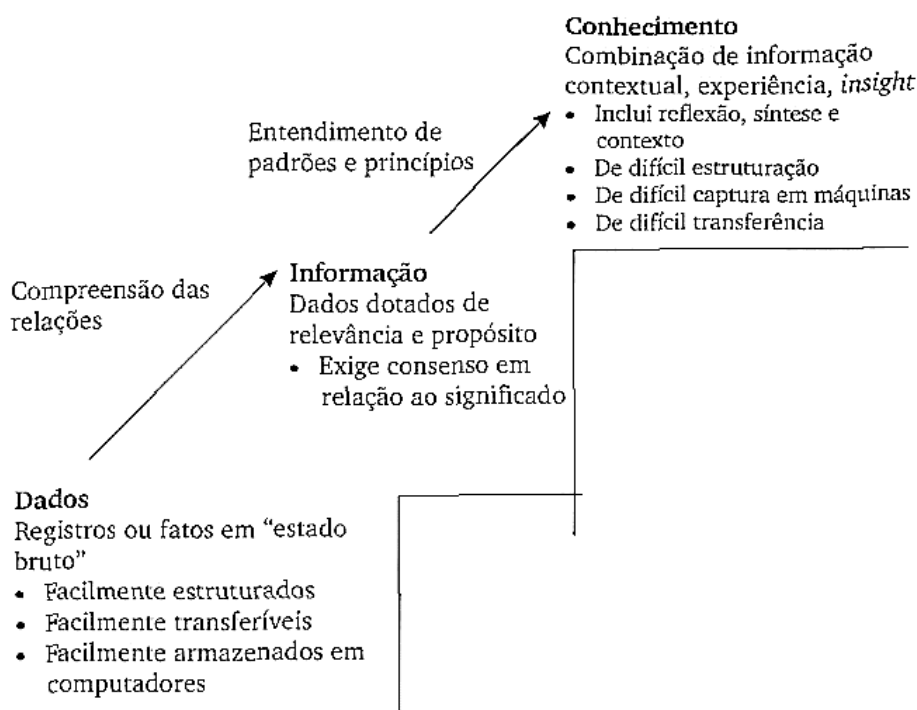 Conhecimento
Combinação de informação
contextual, experiência, insight
• Inclui reflexão, síntese e
contexto
• De difícil estruturação
• De difícil captura em máquinas
• De difícil transferência
Entendimento de
padrões e princípios
Informação
Dados dotados de
relevância e propósito
• Exige consenso em
relação ao significado
Compreensão das
relações
Dados
Registros ou fatos em “estado
bruto”
• Facilmente estruturados
• Facilmente transferíveis
• Facilmente armazenados em
computadores